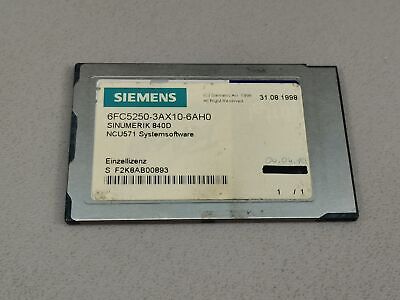 SIEMENS
(C) Siemens AG, 1998
All Right Reserved
31.08.1998
6FC5250-3AX10-6AH0
SINUMERIK 840D
NCU571 Systemsoftware
Einzellizenz
S F2K8AB00893
1 / 1